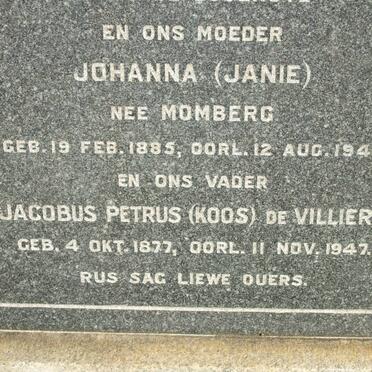 EN ONS MOEDER
JOHANNA (JANIE)
NEE MOMBERG
GEB. 19 FEB. 1885, OORL. 12 AUG. 194
EN ONS VADER
JACOBUS PETRUS (KOOS) DE VILLIER
GEB. 4 OKT. 1877, OORL. 11 NOV. 1947.
RUS SAG LIEWE OUERS.